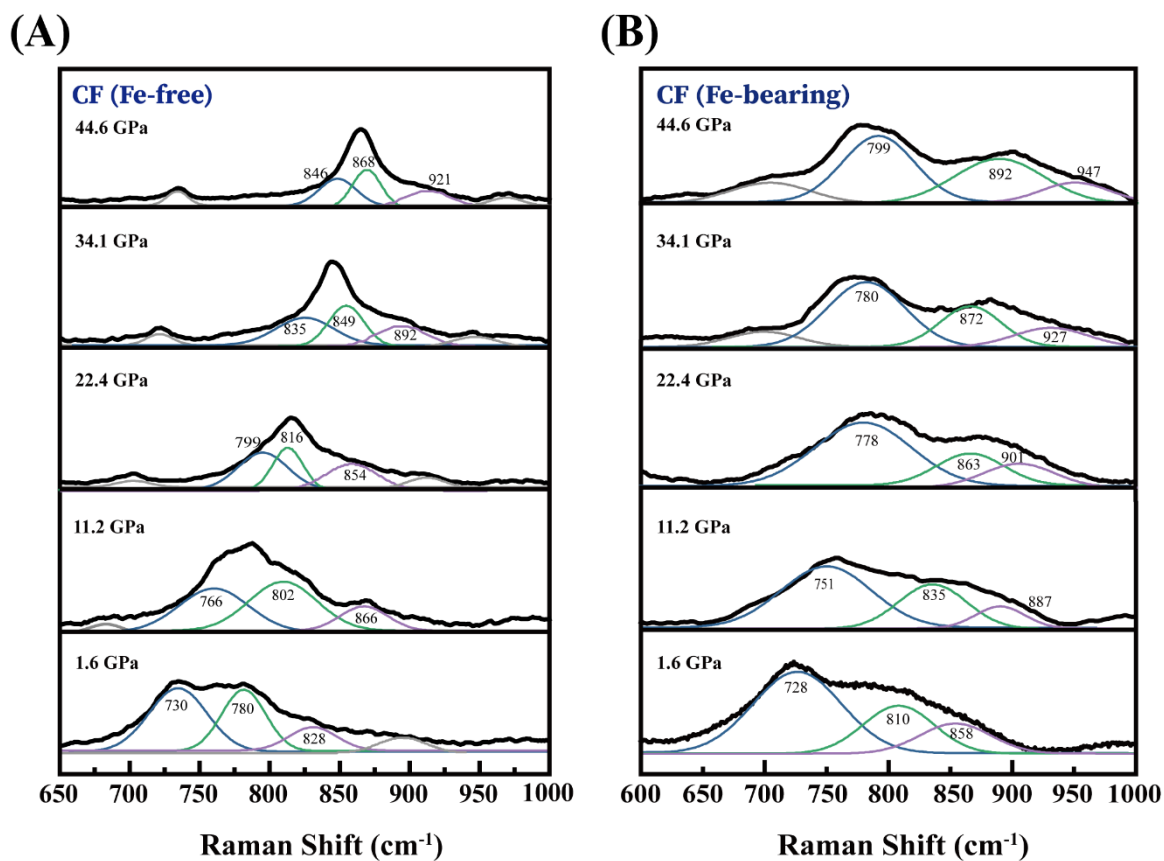 (A)
CF (Fe-free)
44.6 GPa
846
868
921
34.1 GPa
835
849
892
22.4 GPa
799
816
854
11.2 GPa
766
802
866
1.6 GPa
730
780
828
650 700 750 800 850 900 950 1000
Raman Shift (cm⁻¹)
(B)
CF (Fe-bearing)
44.6 GPa
799
892
947
34.1 GPa
780
872
927
22.4 GPa
778
863
901
11.2 GPa
751
835
887
1.6 GPa
728
810
858
600 650 700 750 800 850 900 950 1000
Raman Shift (cm⁻¹)